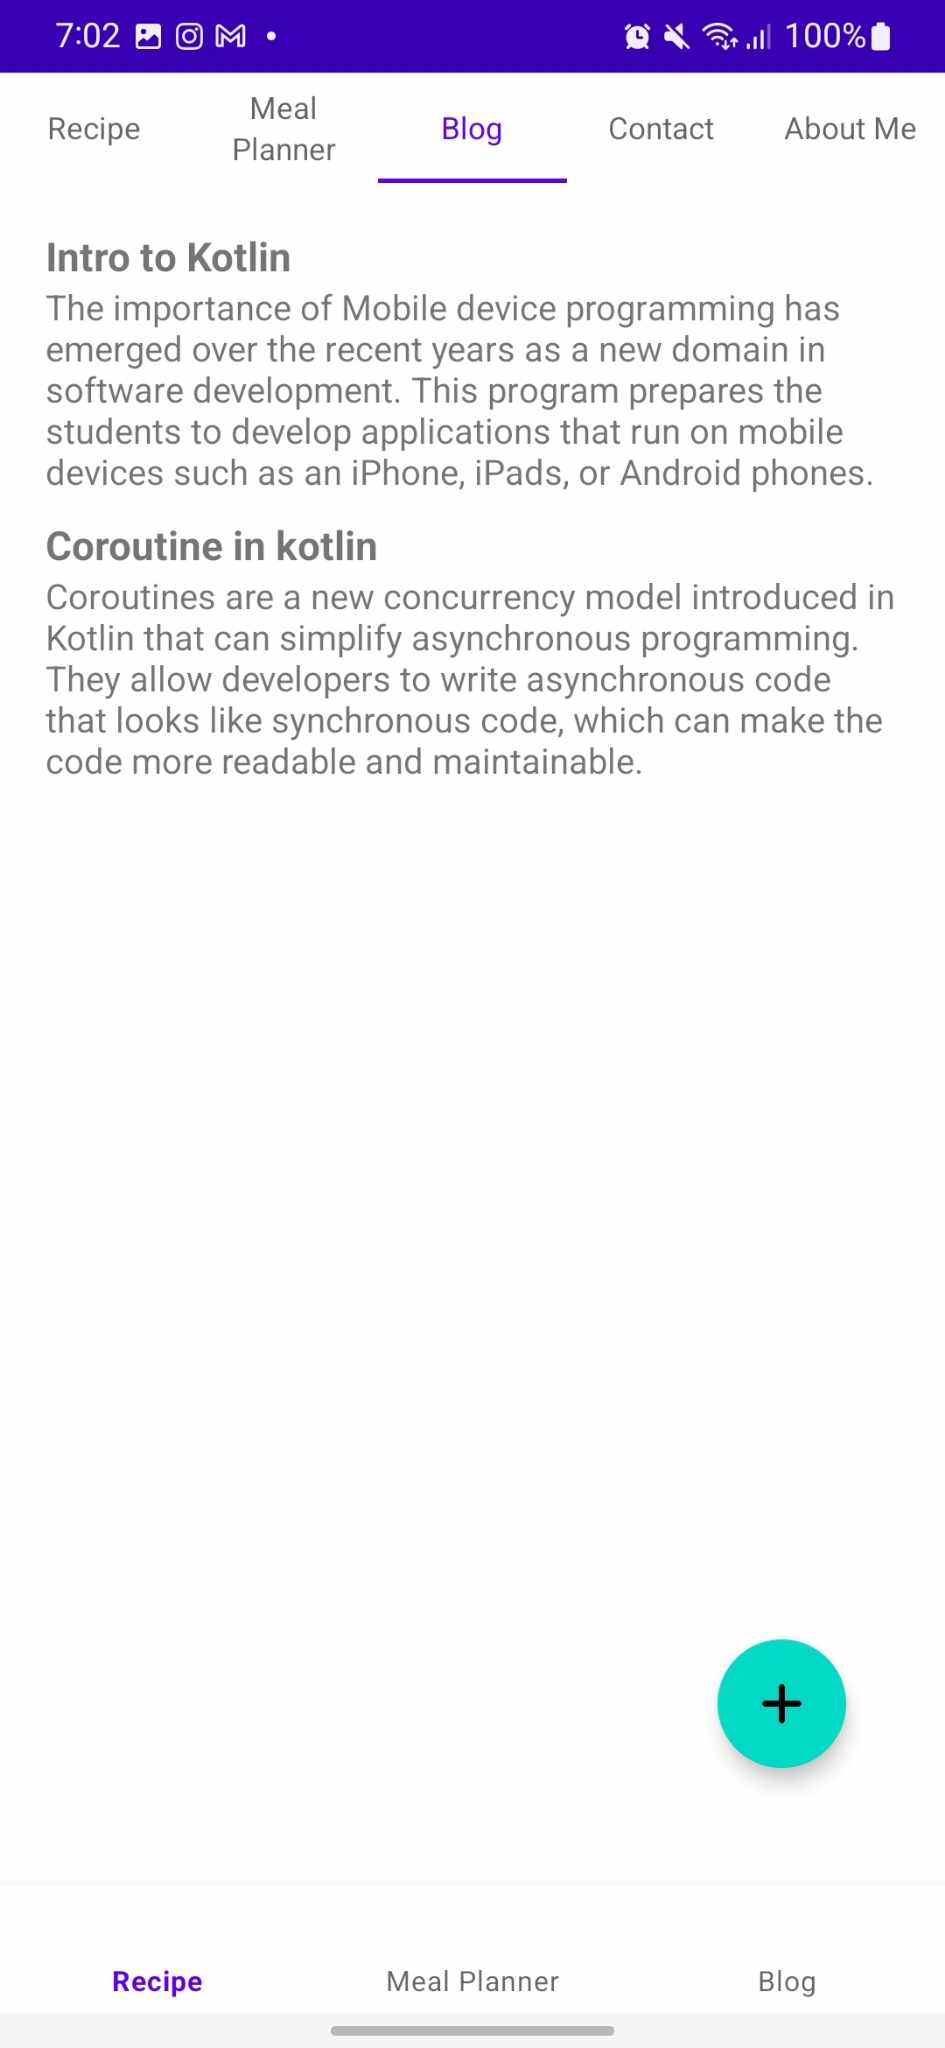 7:02
100%
Recipe
Meal
Planner
Blog
Contact
About Me
Intro to Kotlin
The importance of Mobile device programming has
emerged over the recent years as a new domain in
software development. This program prepares the
students to develop applications that run on mobile
devices such as an iPhone, iPads, or Android phones.
Coroutine in kotlin
Coroutines are a new concurrency model introduced in
Kotlin that can simplify asynchronous programming.
They allow developers to write asynchronous code
that looks like synchronous code, which can make the
code more readable and maintainable.
Recipe
Meal Planner
Blog